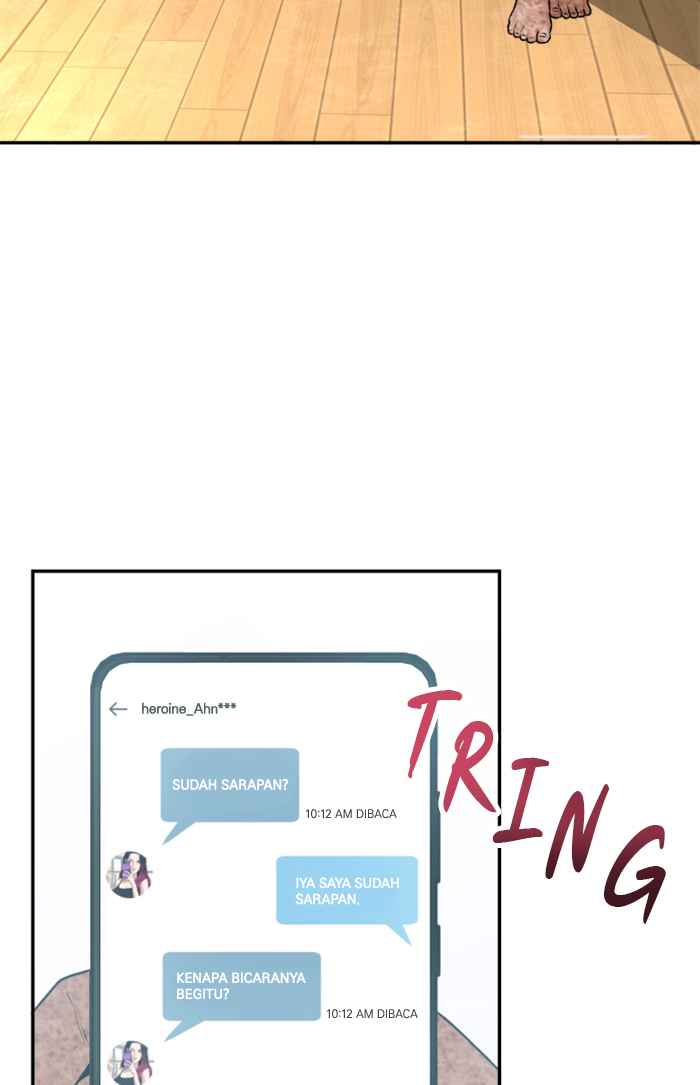 heroine_Ahn***
SUDAH SARAPAN?
10:12 AM DIBACA
TRING
IYA SAYA SUDAH
SARAPAN.
KENAPA BICARANYA
BEGITU?
10:12 AM DIBACA